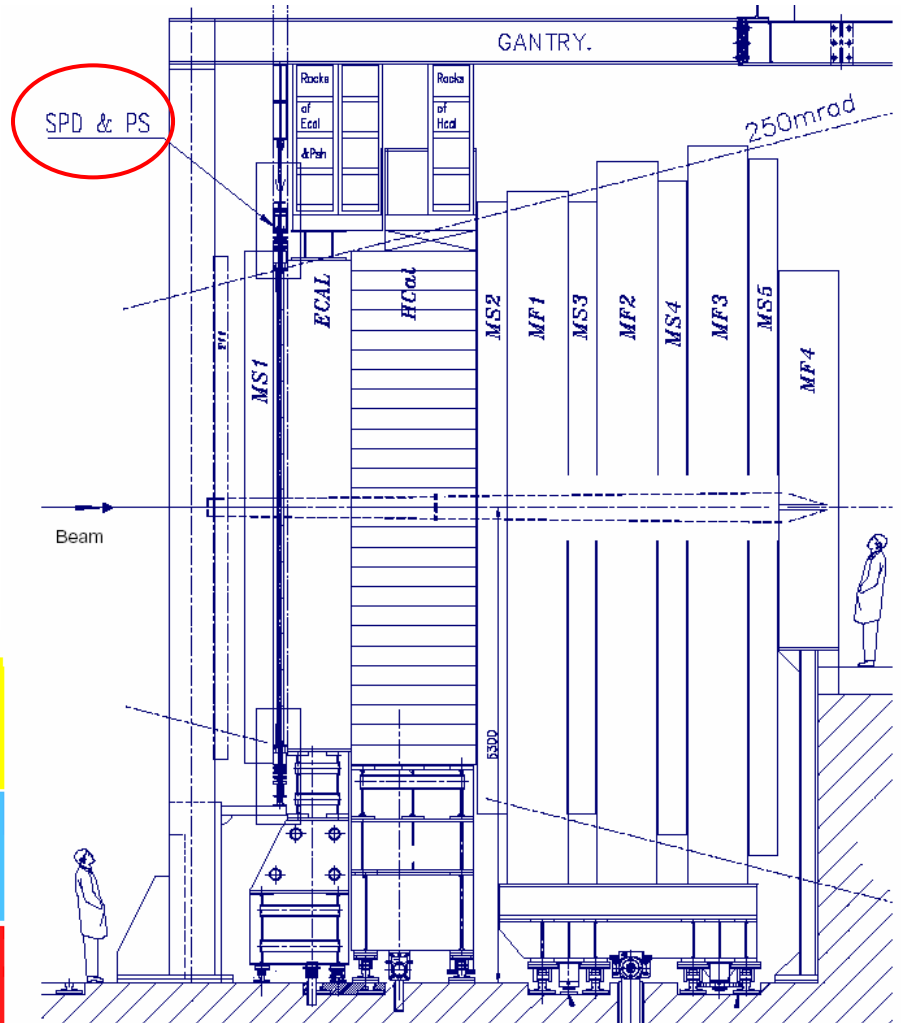 GANTRY.
Racks
of
Ecal
&Psh
Racks
of
Hcal
SPD & PS
250mrad
ECAL
HCal
MS1
MS2
MF1
MS3
MF2
MS4
MF3
MS5
MF4
Beam
5300